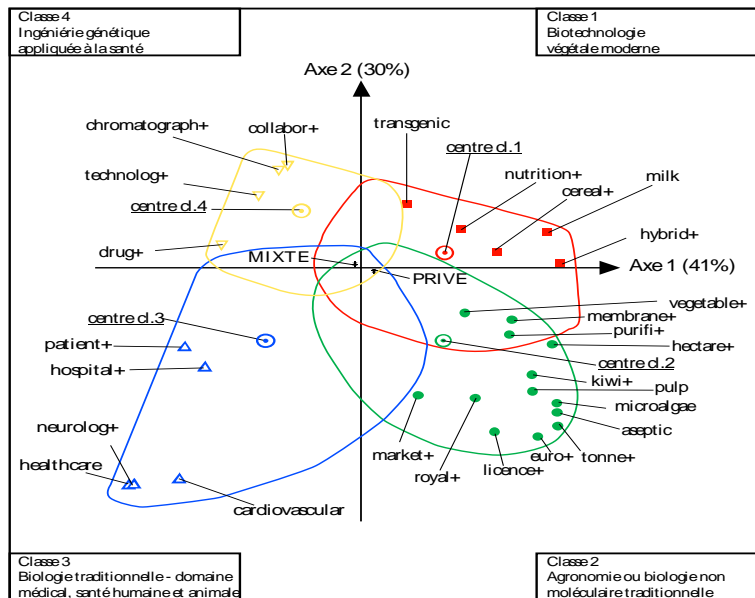 Classe 4
Ingéniérie génétique
appliquée à la santé
Classe 1
Biotechnologie
végétale moderne
Axe 2 (30%)
chromatograph+
collabor+
transgenic
centre cl.1
technolog+
nutrition+
milk
cereal+
centre cl.4
hybrid+
drug+
MIXTE
PRIVE
Axe 1 (41%)
vegetable+
centre cl.3
membrane+
purifi+
patient+
hectare+
centre cl.2
hospital+
kiwi+
pulp
microalgae
neurolog+
aseptic
market+
euro+
tonne+
healthcare
royal+
licence+
cardiovascular
Classe 3
Biologie traditionnelle - domaine
médical, santé humaine et animale
Classe 2
Agronomie ou biologie non
moléculaire traditionnelle